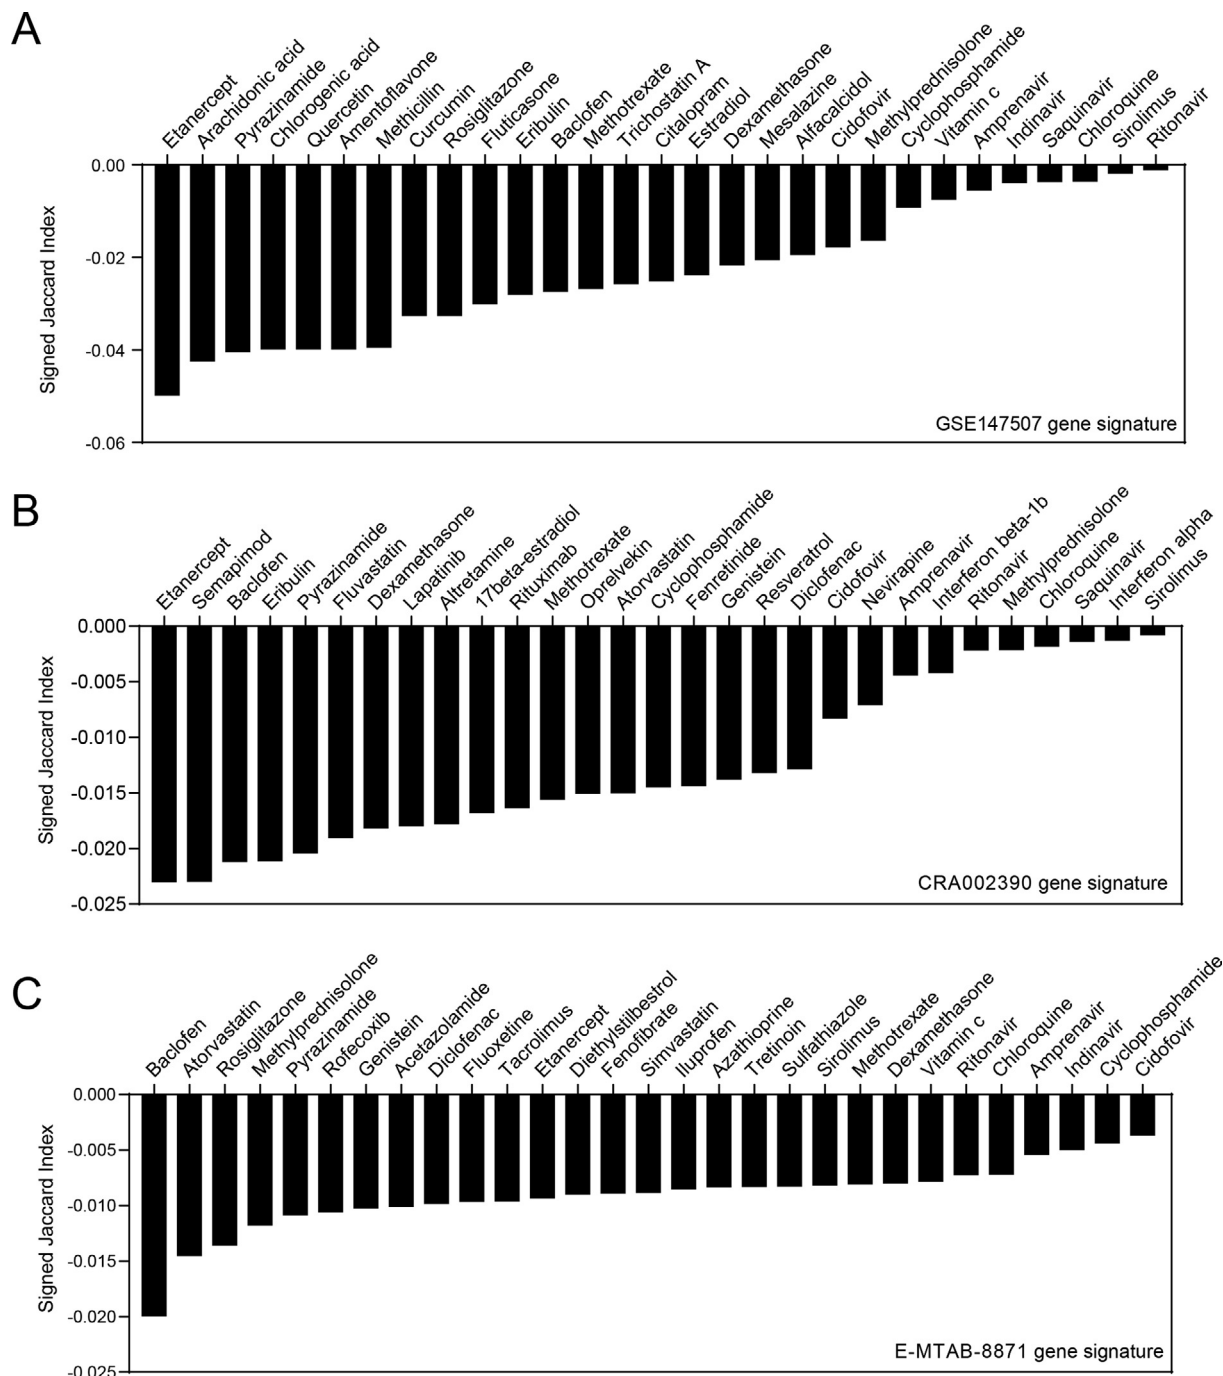 A
Etanercept
Arachidonic acid
Pyrazinamide
Chlorogenic acid
Quercetin
Amentoflavone
Methicillin
Curcumin
Rosiglitazone
Fluticasone
Eribulin
Baclofen
Methotrexate
Trichostatin A
Citalopram
Estradiol
Dexamethasone
Mesalazine
Alfacalcidol
Cidofovir
Methylprednisolone
Cyclophosphamide
Vitamin c
Amprenavir
Indinavir
Saquinavir
Chloroquine
Sirolimus
Ritonavir
0.00
-0.02
-0.04
-0.06
Signed Jaccard Index
GSE147507 gene signature
B
Etanercept
Semapimod
Baclofen
Eribulin
Pyrazinamide
Fluvastatin
Dexamethasone
Lapatinib
Altretamine
17beta-estradiol
Rituximab
Methotrexate
Oprelvekin
Atorvastatin
Cyclophosphamide
Fenretinide
Genistein
Resveratrol
Diclofenac
Cidofovir
Nevirapine
Amprenavir
Interferon beta-1b
Ritonavir
Methylprednisolone
Chloroquine
Saquinavir
Interferon alpha
Sirolimus
0.000
-0.005
-0.010
-0.015
-0.020
-0.025
Signed Jaccard Index
CRA002390 gene signature
C
Baclofen
Atorvastatin
Rosiglitazone
Methylprednisolone
Pyrazinamide
Rofecoxib
Genistein
Acetazolamide
Diclofenac
Fluoxetine
Tacrolimus
Etanercept
Diethylstilbestrol
Fenofibrate
Simvastatin
Iluprofen
Azathioprine
Tretinoin
Sulfathiazole
Sirolimus
Methotrexate
Dexamethasone
Vitamin c
Ritonavir
Chloroquine
Amprenavir
Indinavir
Cyclophosphamide
Cidofovir
0.000
-0.005
-0.010
-0.015
-0.020
-0.025
Signed Jaccard Index
E-MTAB-8871 gene signature